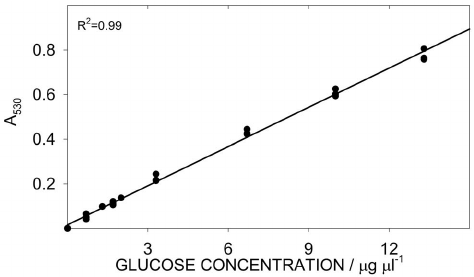 R²=0.99
0.8
0.6
0.4
0.2
A₅₃₀
3 6 9 12
GLUCOSE CONCENTRATION / µg µl⁻¹